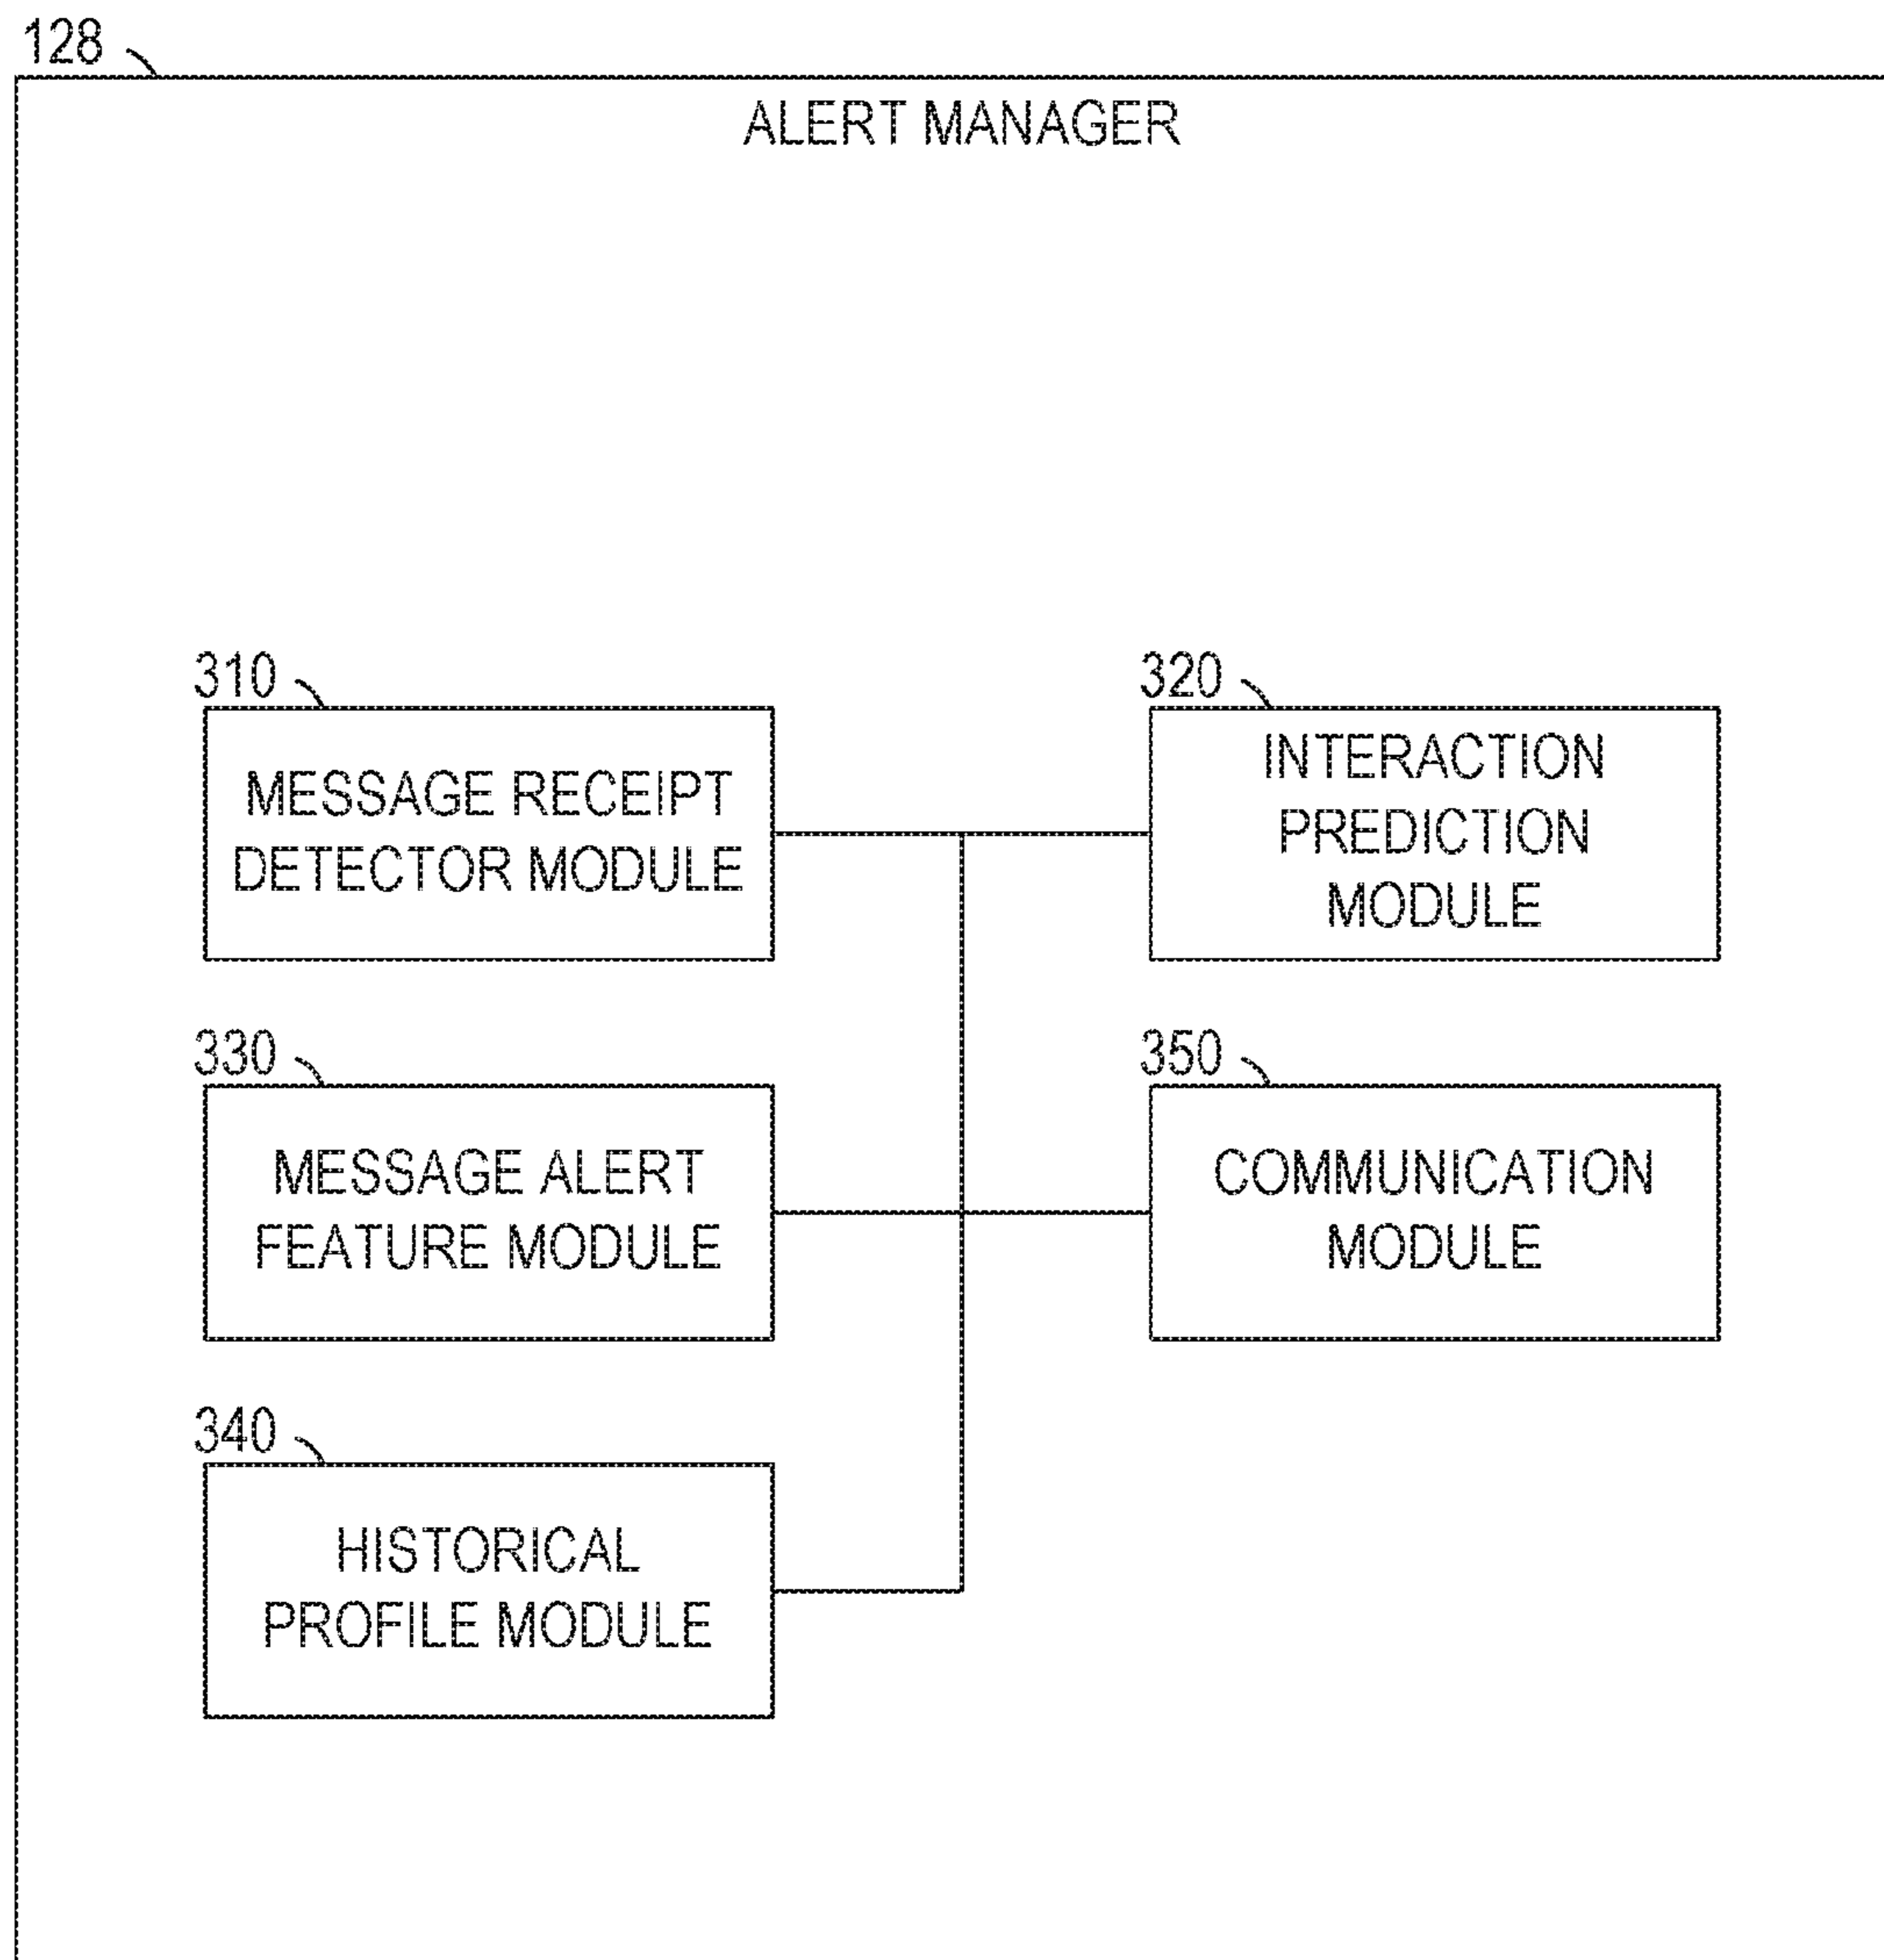 128
ALERT MANAGER
310
MESSAGE RECEIPT
DETECTOR MODULE
320
INTERACTION
PREDICTION
MODULE
330
MESSAGE ALERT
FEATURE MODULE
350
COMMUNICATION
MODULE
340
HISTORICAL
PROFILE MODULE